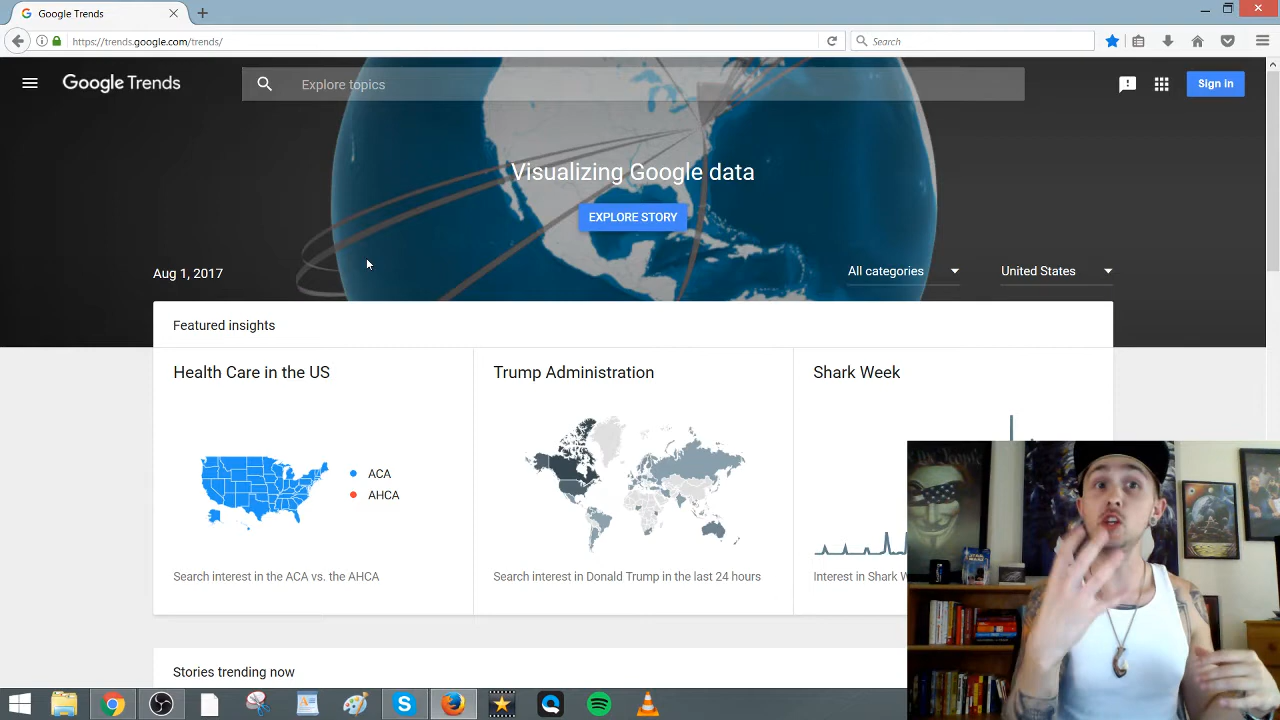 Google Trends
https://trends.google.com/trends/
Search
Google Trends
Explore topics
Sign in
Visualizing Google data
EXPLORE STORY
Aug 1, 2017
All categories
United States
Featured insights
Health Care in the US
Trump Administration
Shark Week
ACA
AHCA
Search interest in the ACA vs. the AHCA
Search interest in Donald Trump in the last 24 hours
Interest in Shark
Stories trending now